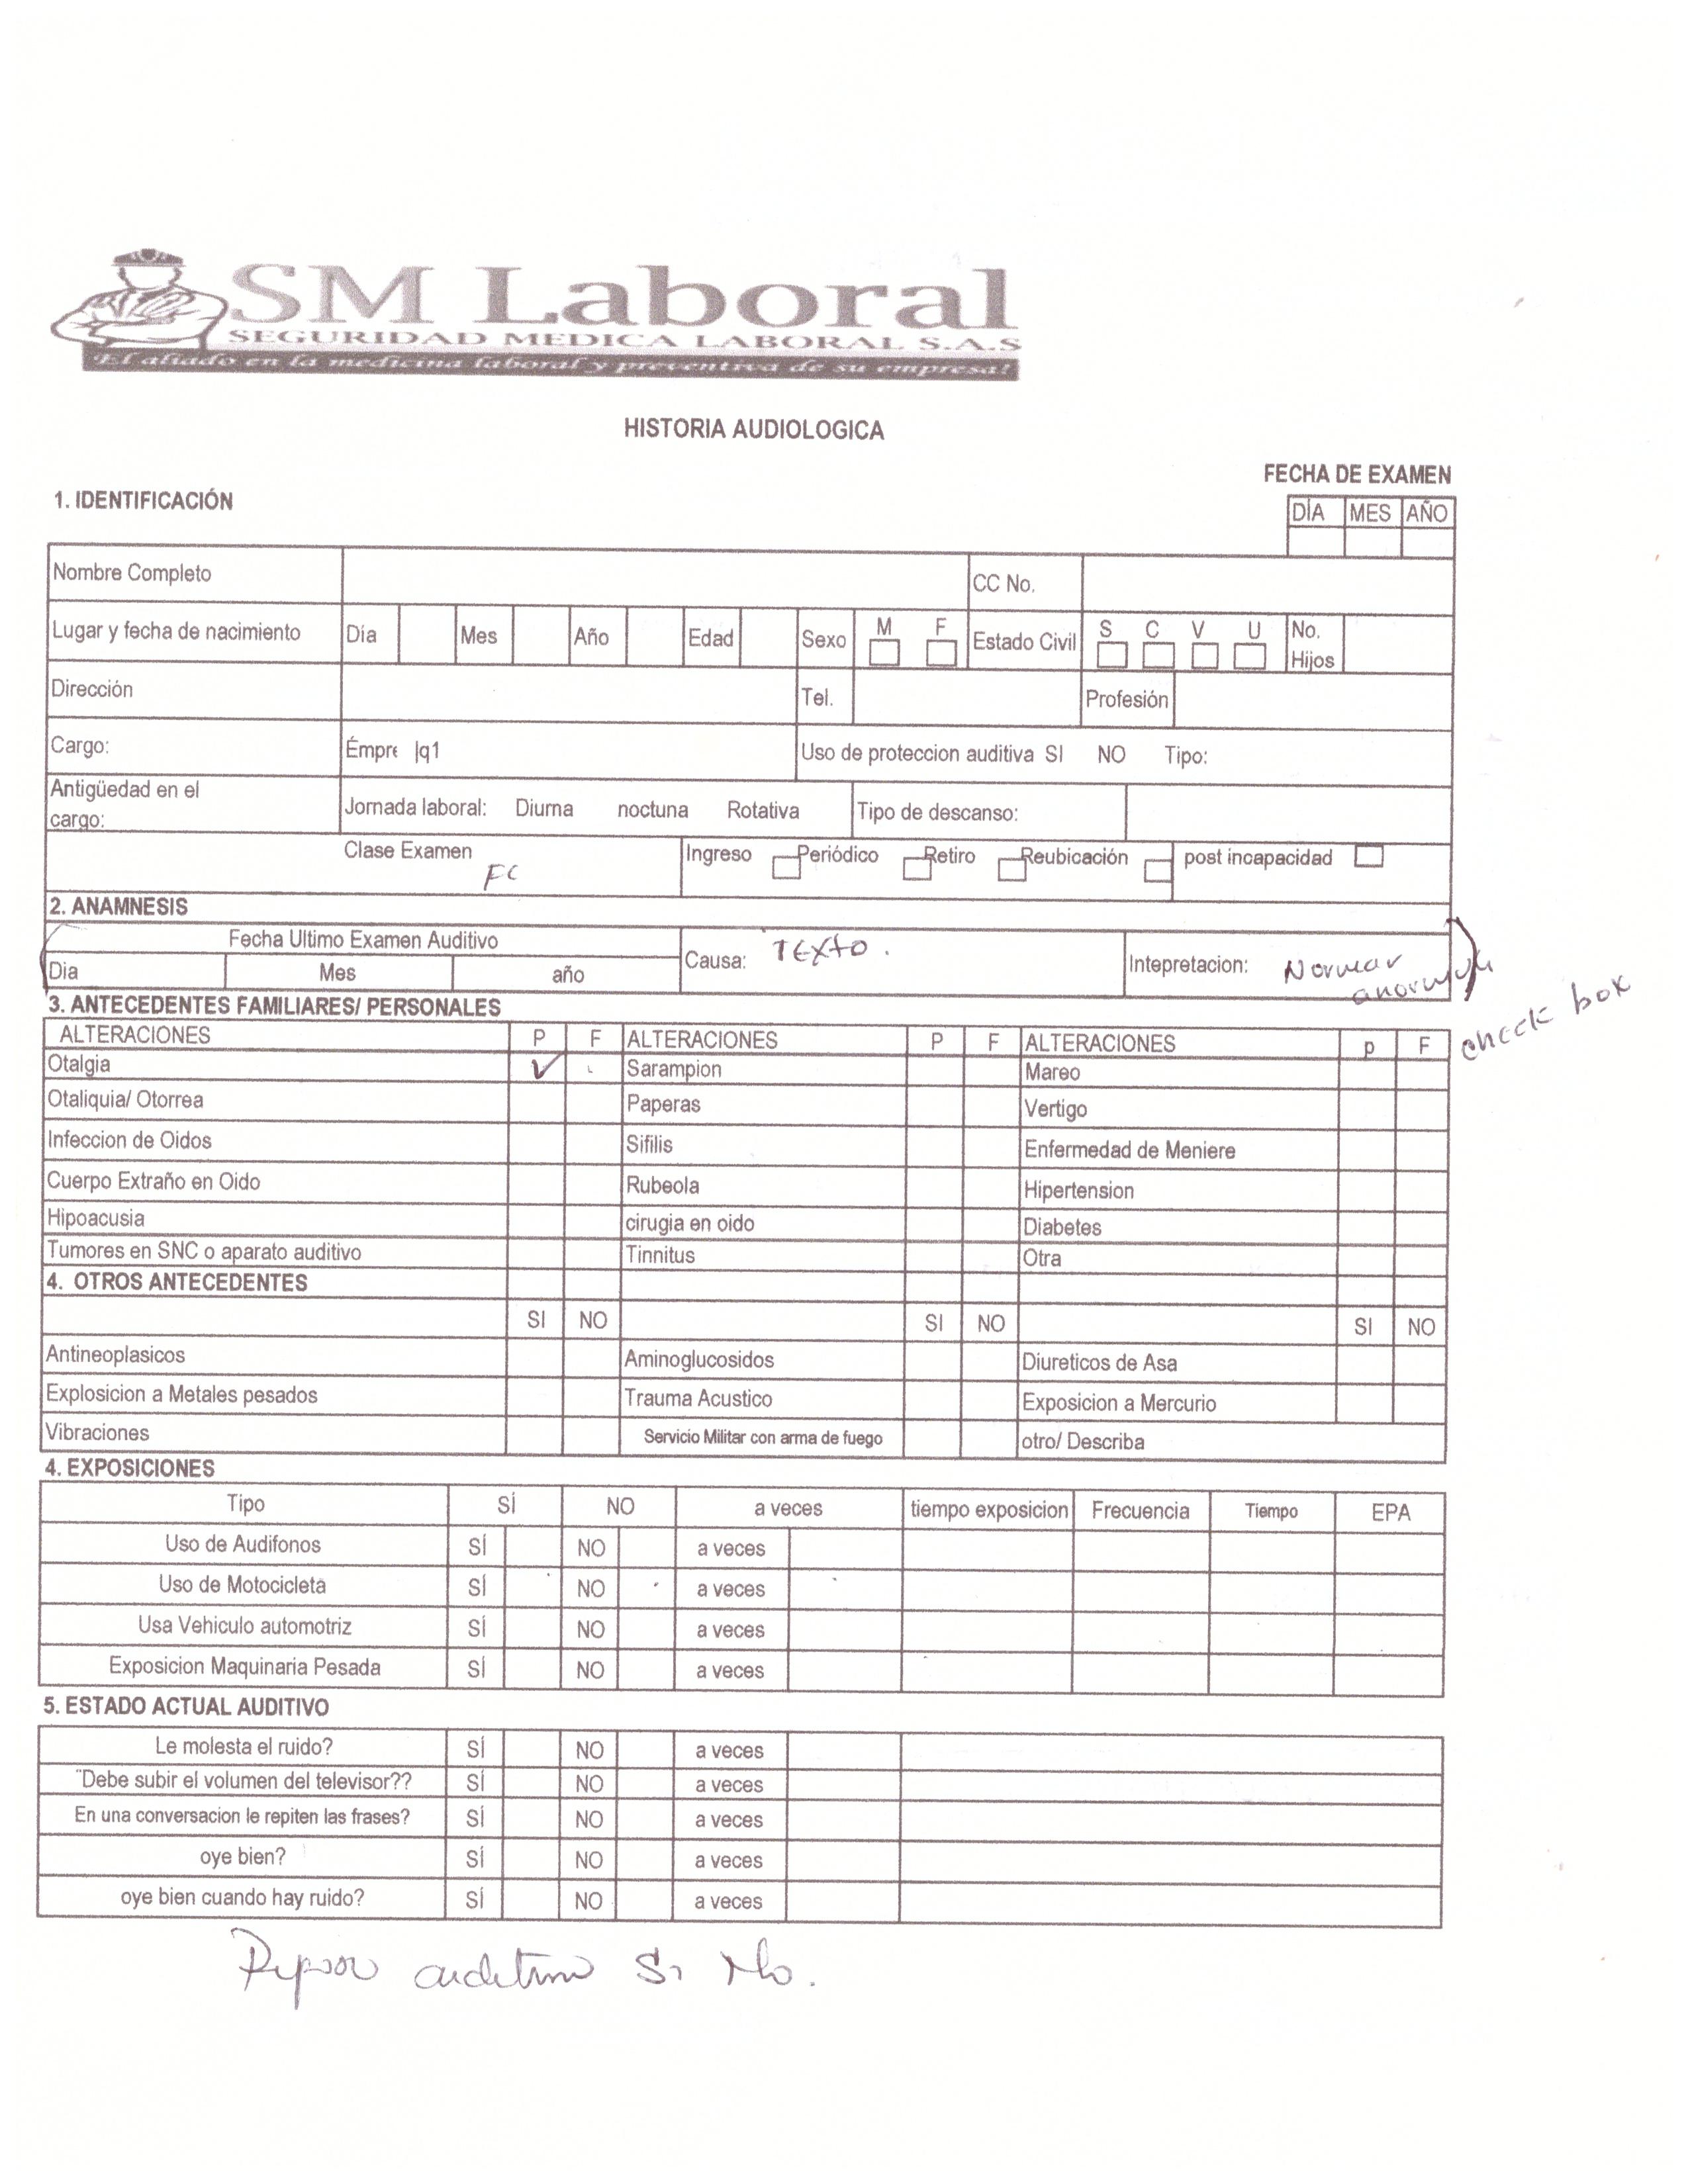 SM Laboral
SEGURIDAD MEDICA LABORAL S.A.S
El aliado en la medicina laboral y preventiva de su empresa!
HISTORIA AUDIOLOGICA
FECHA DE EXAMEN
1. IDENTIFICACIÓN
DÍA MES AÑO
Nombre Completo CC No.
Lugar y fecha de nacimiento Día Mes Año Edad Sexo M F Estado Civil S C V U No. Hijos
Dirección Tel. Profesión
Cargo: Émpre |q1 Uso de proteccion auditiva SI NO Tipo:
Antigüedad en el cargo: Jornada laboral: Diurna noctuna Rotativa Tipo de descanso:
Clase Examen Ingreso Periódico Retiro Reubicación post incapacidad
FC
2. ANAMNESIS
Fecha Ultimo Examen Auditivo Causa: TEXTO. Intepretacion: Normar
Dia Mes año
check box
3. ANTECEDENTES FAMILIARES/ PERSONALES
ALTERACIONES P F ALTERACIONES P F ALTERACIONES p F
Otalgia ✓ Sarampion Mareo
Otaliquia/ Otorrea Paperas Vertigo
Infeccion de Oidos Sifilis Enfermedad de Meniere
Cuerpo Extraño en Oido Rubeola Hipertension
Hipoacusia cirugia en oido Diabetes
Tumores en SNC o aparato auditivo Tinnitus Otra
4. OTROS ANTECEDENTES
SI NO SI NO SI NO
Antineoplasicos Aminoglucosidos Diureticos de Asa
Explosicion a Metales pesados Trauma Acustico Exposicion a Mercurio
Vibraciones Servicio Militar con arma de fuego otro/ Describa
4. EXPOSICIONES
Tipo SÍ NO a veces tiempo exposicion Frecuencia Tiempo EPA
Uso de Audifonos SÍ NO a veces
Uso de Motocicleta SÍ NO a veces
Usa Vehiculo automotriz SÍ NO a veces
Exposicion Maquinaria Pesada SÍ NO a veces
5. ESTADO ACTUAL AUDITIVO
Le molesta el ruido? SÍ NO a veces
¨Debe subir el volumen del televisor?? SÍ NO a veces
En una conversacion le repiten las frases? SÍ NO a veces
oye bien? SÍ NO a veces
oye bien cuando hay ruido? SÍ NO a veces
auditivo Si No.